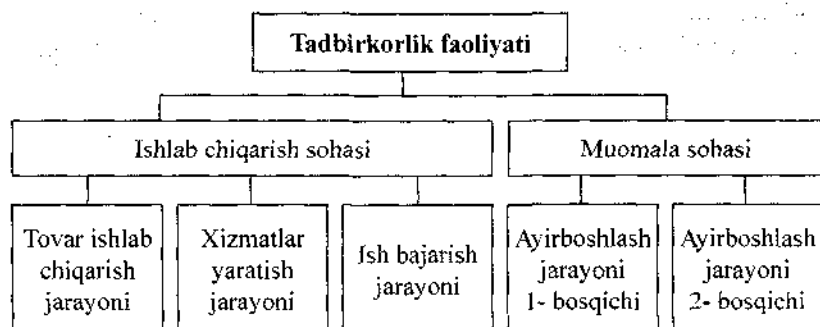 Tadbirkorlik faoliyati
Ishlab chiqarish sohasi
Muomala sohasi
Tovar ishlab
chiqarish
jarayoni
Xizmatlar
yaratish
jarayoni
Ish bajarish
jarayoni
Ayirboshlash
jarayoni
1- bosqichi
Ayirboshlash
jarayoni
2- bosqichi